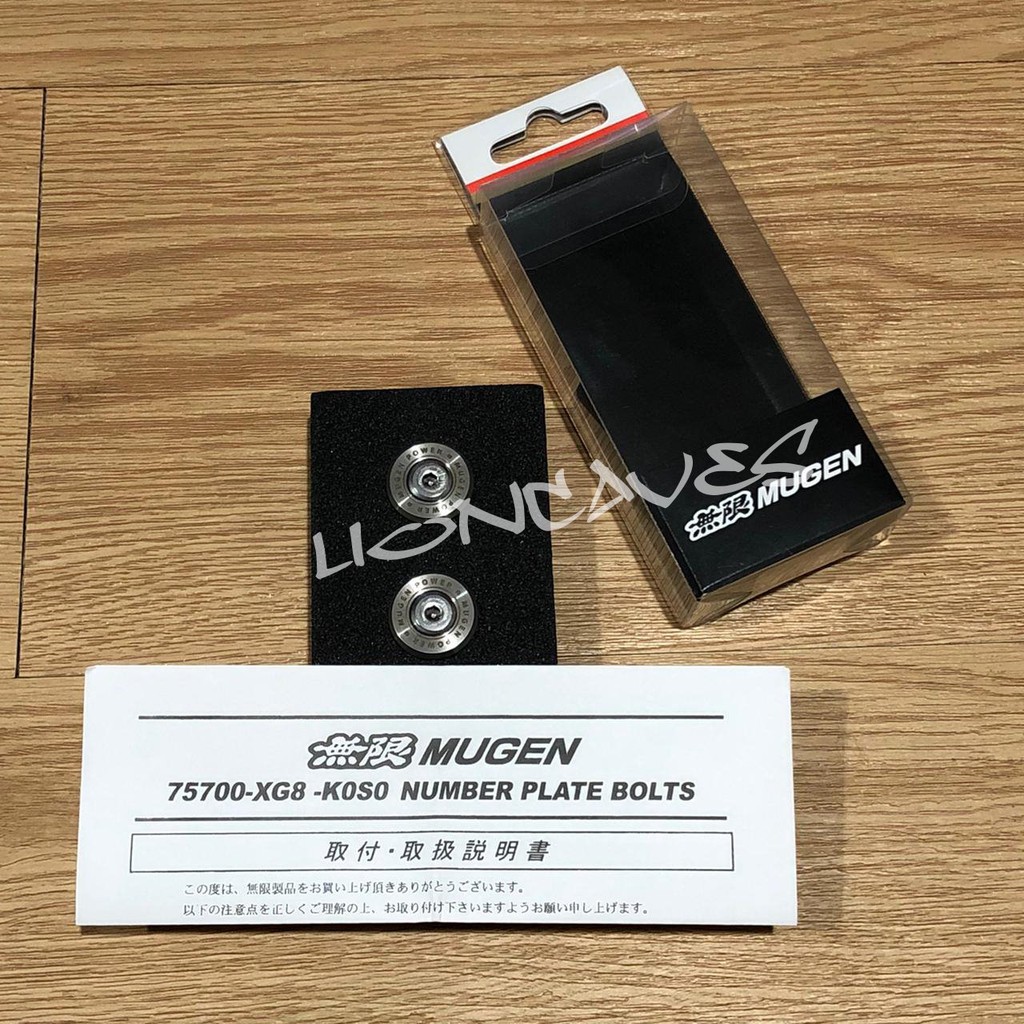 無限 MUGEN
MUGEN POWER MUGEN POWER
LIONCAVES
MUGEN POWER MUGEN POWER
無限 MUGEN
75700-XG8 -K0S0 NUMBER PLATE BOLTS
取付・取扱説明書
この度は、無限製品をお買い上げ頂きありがとうございます。
以下の注意点を正しくご理解の上、お取り付け下さいますようお願い申し上げます。